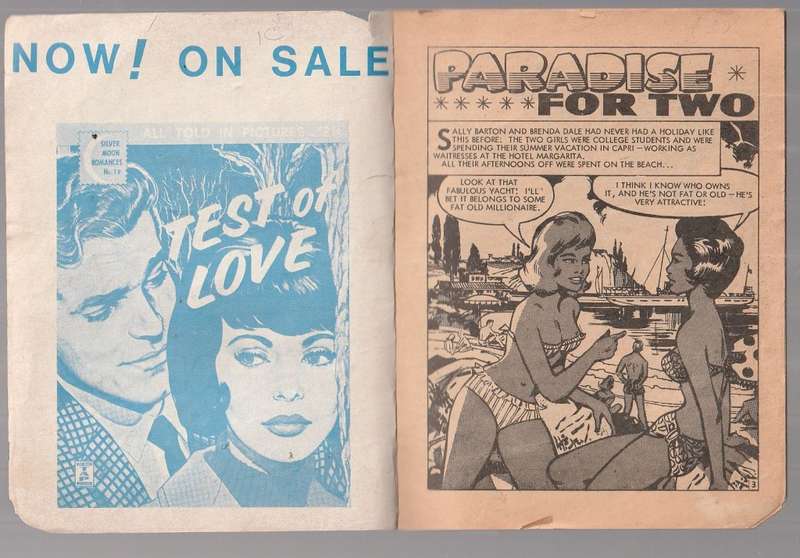 NOW! ON SALE
ALL TOLD IN PICTURES
SILVER
MOON
ROMANCES
TEST of
LOVE
PARADISE
FOR TWO
SALLY BARTON AND BRENDA DALE HAD NEVER HAD A HOLIDAY LIKE
THIS BEFORE! THE TWO GIRLS WERE COLLEGE STUDENTS AND WERE
SPENDING THEIR SUMMER VACATION IN CAPRI — WORKING AS
WAITRESSES AT THE HOTEL MARGARITA.
ALL THEIR AFTERNOONS OFF WERE SPENT ON THE BEACH...
LOOK AT THAT
FABULOUS YACHT! I'LL
BET IT BELONGS TO SOME
FAT OLD MILLIONAIRE.
I THINK I KNOW WHO OWNS
IT, AND HE'S NOT FAT OR OLD — HE'S
VERY ATTRACTIVE!
3